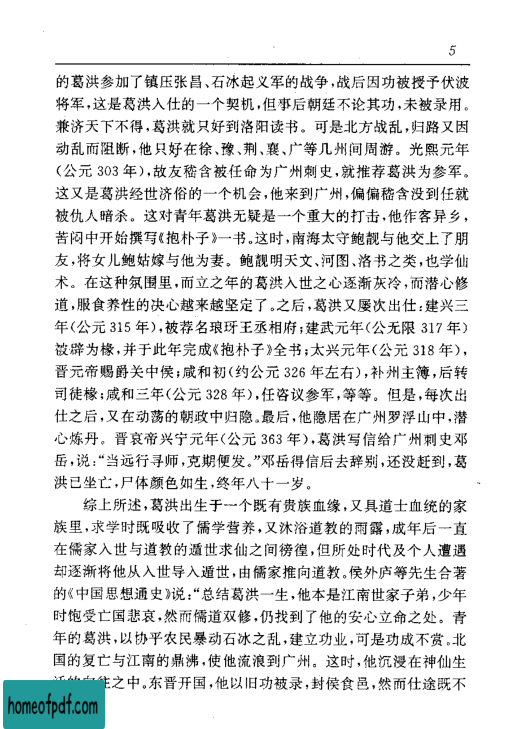 5
的葛洪参加了镇压张昌、石冰起义军的战争,战后因功被授予伏波
将军,这是葛洪入仕的一个契机,但事后朝廷不论其功,未被录用。
兼济天下不得,葛洪就只好到洛阳读书。可是北方战乱,归路又因
动乱而阻断,他只好在徐、豫、荆、襄、广等几州间周游。光熙元年
(公元303年),故友嵇含被任命为广州刺史,就推荐葛洪为参军。
这又是葛洪经世济俗的一个机会,他来到广州,偏偏嵇含没到任就
被仇人暗杀。这对青年葛洪无疑是一个重大的打击,他作客异乡,
苦闷中开始撰写《抱朴子》一书。这时,南海太守鲍靓与他交上了朋
友,将女儿鲍姑嫁与他为妻。鲍靓明天文、河图、洛书之类,也学仙
术。在这种氛围里,而立之年的葛洪入世之心逐渐灰冷,而潜心修
道,服食养性的决心越来越坚定了。之后,葛洪又屡次出仕:建兴三
年(公元315年),被荐名琅玡王丞相府;建武元年(公无限317年)
被辟为椽,并于此年完成《抱朴子》全书;太兴元年(公元318年),
晋元帝赐爵关中侯;咸和初(约公元326年左右),补州主簿,后转
司徒椽;咸和三年(公元328年),任咨议参军,等等。但是,每次出
仕之后,又在动荡的朝政中归隐。最后,他隐居在广州罗浮山中,潜
心炼丹。晋哀帝兴宁元年(公元363年),葛洪写信给广州刺史邓
岳,说:“当远行寻师,克期便发。”邓岳得信后去辞别,还没赶到,葛
洪已坐亡,尸体颜色如生,终年八十一岁。
综上所述,葛洪出生于一个既有贵族血缘,又具道士血统的家
族里,求学时既吸收了儒学营养,又沐浴道教的雨露,成年后一直
在儒家入世与道教的遁世求仙之间徬徨,但所处时代及个人遭遇
却逐渐将他从入世导入遁世,由儒家推向道教。侯外庐等先生合著
的《中国思想通史》说:“总结葛洪一生,他本是江南世家子弟,少年
时饱受亡国悲哀,然而儒道双修,仍找到了他的安心立命之处。青
年的葛洪,以协平农民暴动石冰之乱,建立功业,可是功成不赏。北
国的复亡与江南的鼎沸,使他流浪到广州。这时,他沉浸在神仙生
往之中。东晋开国,他以旧功被录,封侯食邑,然而仕途既不
homeofpdf.com